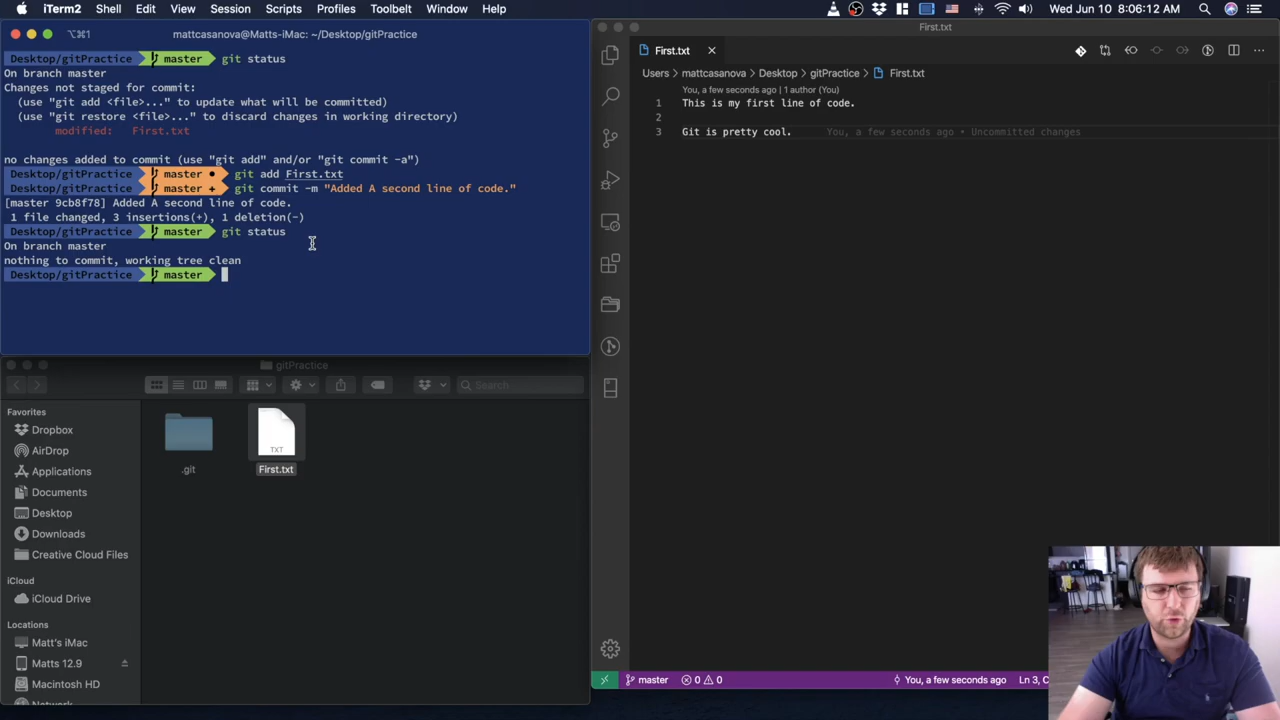 iTerm2 Shell Edit View Session Scripts Profiles Toolbelt Window Help
Wed Jun 10 8:06:12 AM
⌥⌘1
mattcasanova@Matts-iMac: ~/Desktop/gitPractice
Desktop/gitPractice master git status
On branch master
Changes not staged for commit:
(use "git add <file>..." to update what will be committed)
(use "git restore <file>..." to discard changes in working directory)
modified: First.txt
no changes added to commit (use "git add" and/or "git commit -a")
Desktop/gitPractice master • git add First.txt
Desktop/gitPractice master + git commit -m "Added A second line of code."
[master 9cb8f78] Added A second line of code.
1 file changed, 3 insertions(+), 1 deletion(-)
Desktop/gitPractice master git status
On branch master
nothing to commit, working tree clean
Desktop/gitPractice master
gitPractice
Search
Favorites
Dropbox
AirDrop
Applications
Documents
Desktop
Downloads
Creative Cloud Files
iCloud
iCloud Drive
Locations
Matt's iMac
Matts 12.9
Macintosh HD
Network
.git
TXT
First.txt
First.txt
First.txt
Users > mattcasanova > Desktop > gitPractice > First.txt
You, a few seconds ago | 1 author (You)
1 This is my first line of code.
2
3 Git is pretty cool. You, a few seconds ago • Uncommitted changes
master 0 0 You, a few seconds ago Ln 3, C